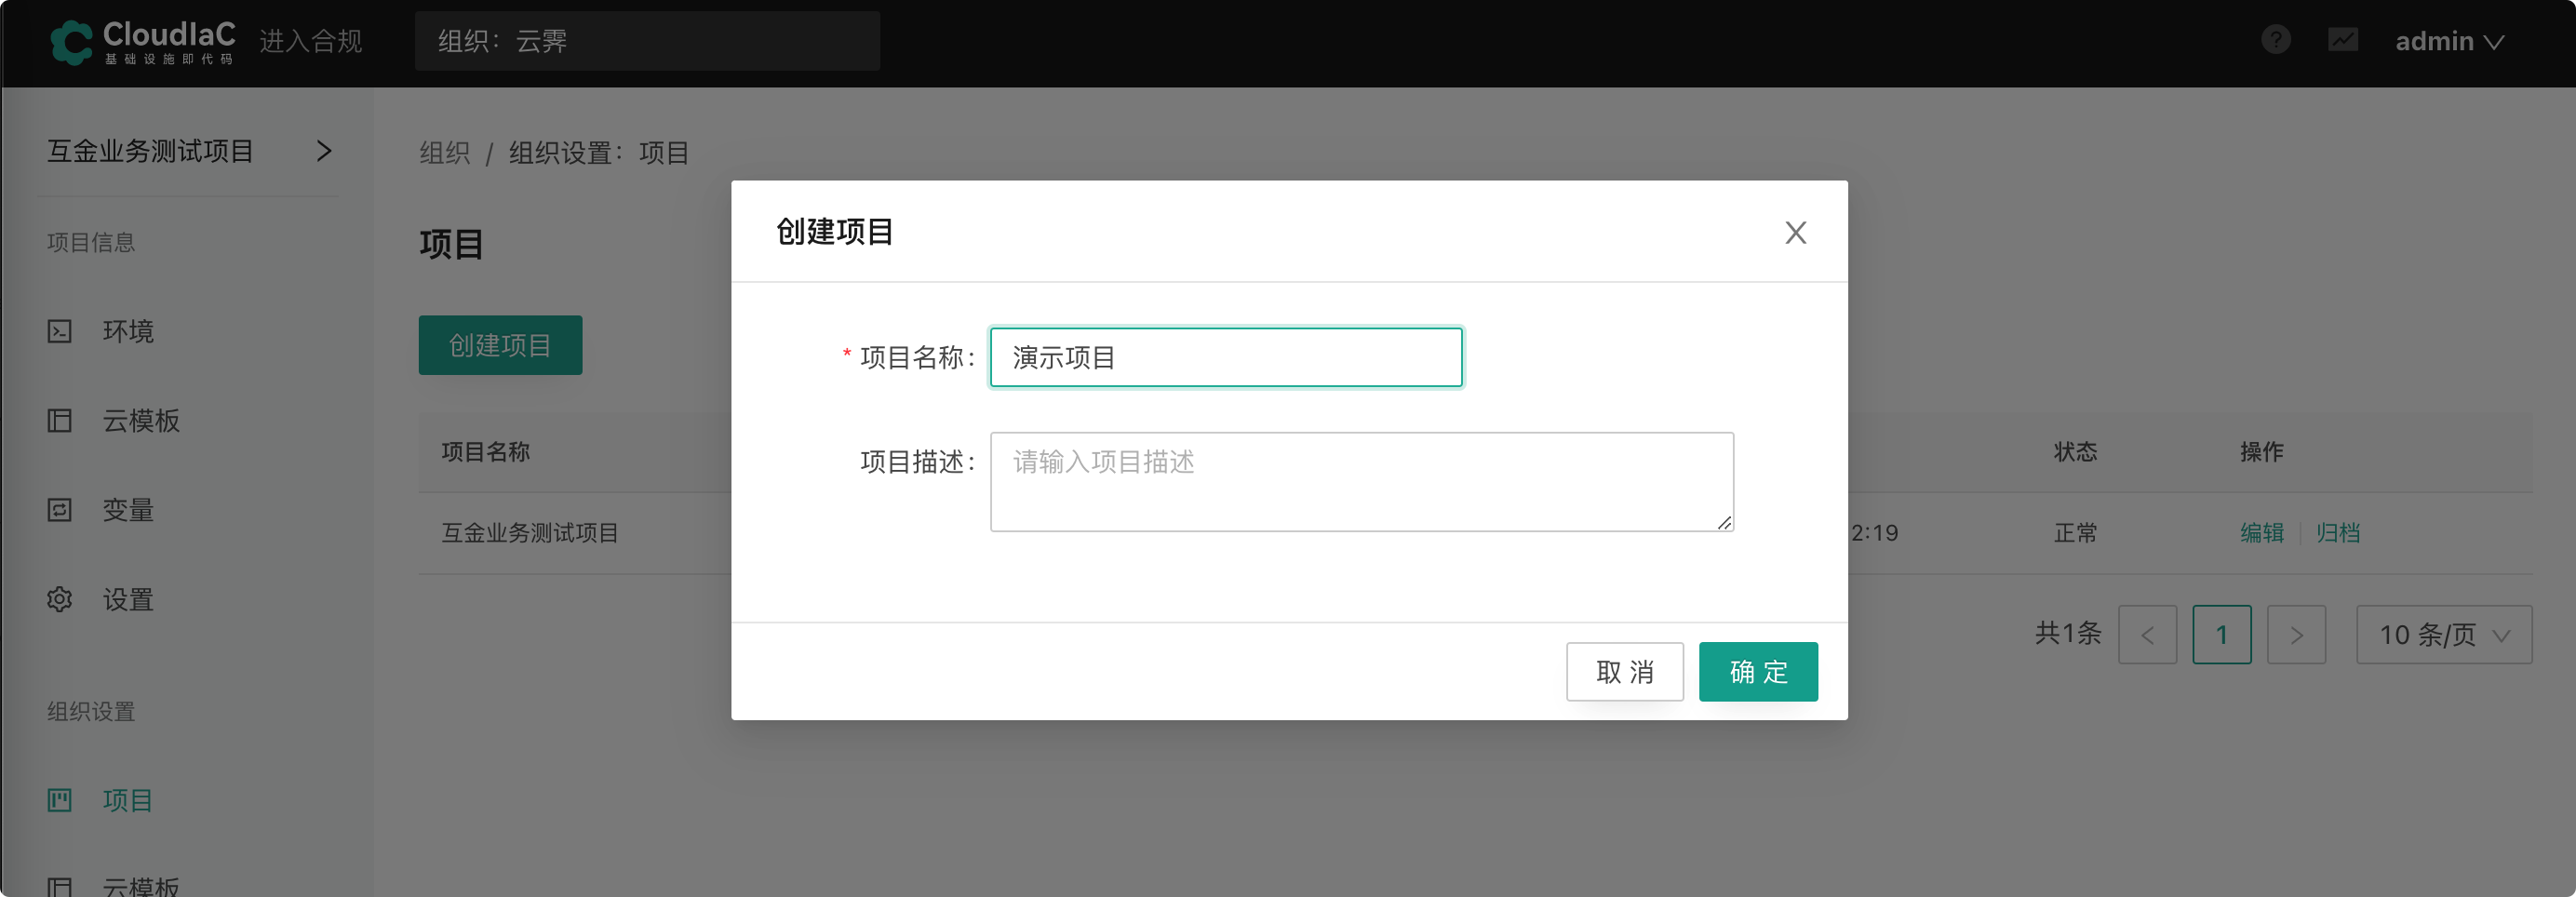 CloudIaC
基础设施即代码
进入合规
组织：云霁
?
admin
互金业务测试项目
组织 / 组织设置：项目
项目信息
项目
环境
创建项目
云模板
项目名称
状态
操作
变量
互金业务测试项目
2:19
正常
编辑
归档
设置
共1条
1
10 条/页
组织设置
项目
云模板
创建项目
* 项目名称：
演示项目
项目描述：
请输入项目描述
取 消
确 定